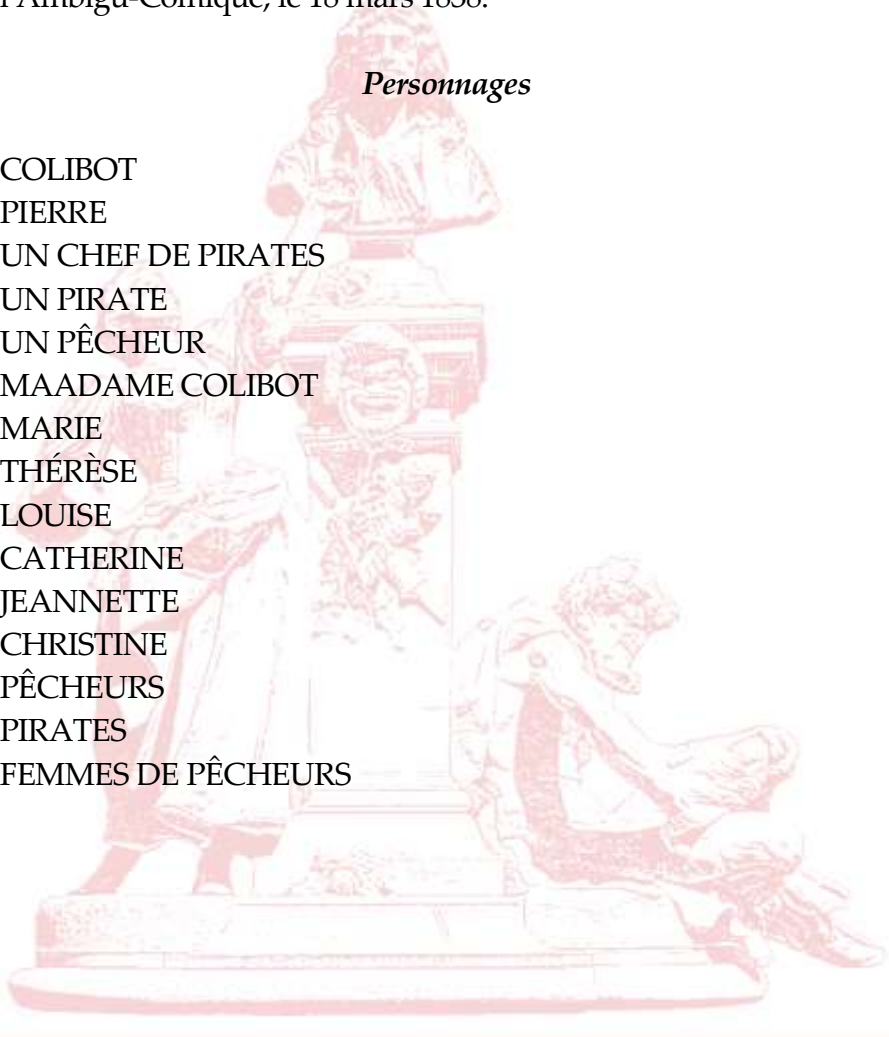 l'Ambigu-Comique, le 18 mars 1838.
Personnages
COLIBOT
PIERRE
UN CHEF DE PIRATES
UN PIRATE
UN PÊCHEUR
MAADAME COLIBOT
MARIE
THÉRÈSE
LOUISE
CATHERINE
JEANNETTE
CHRISTINE
PÊCHEURS
PIRATES
FEMMES DE PÊCHEURS